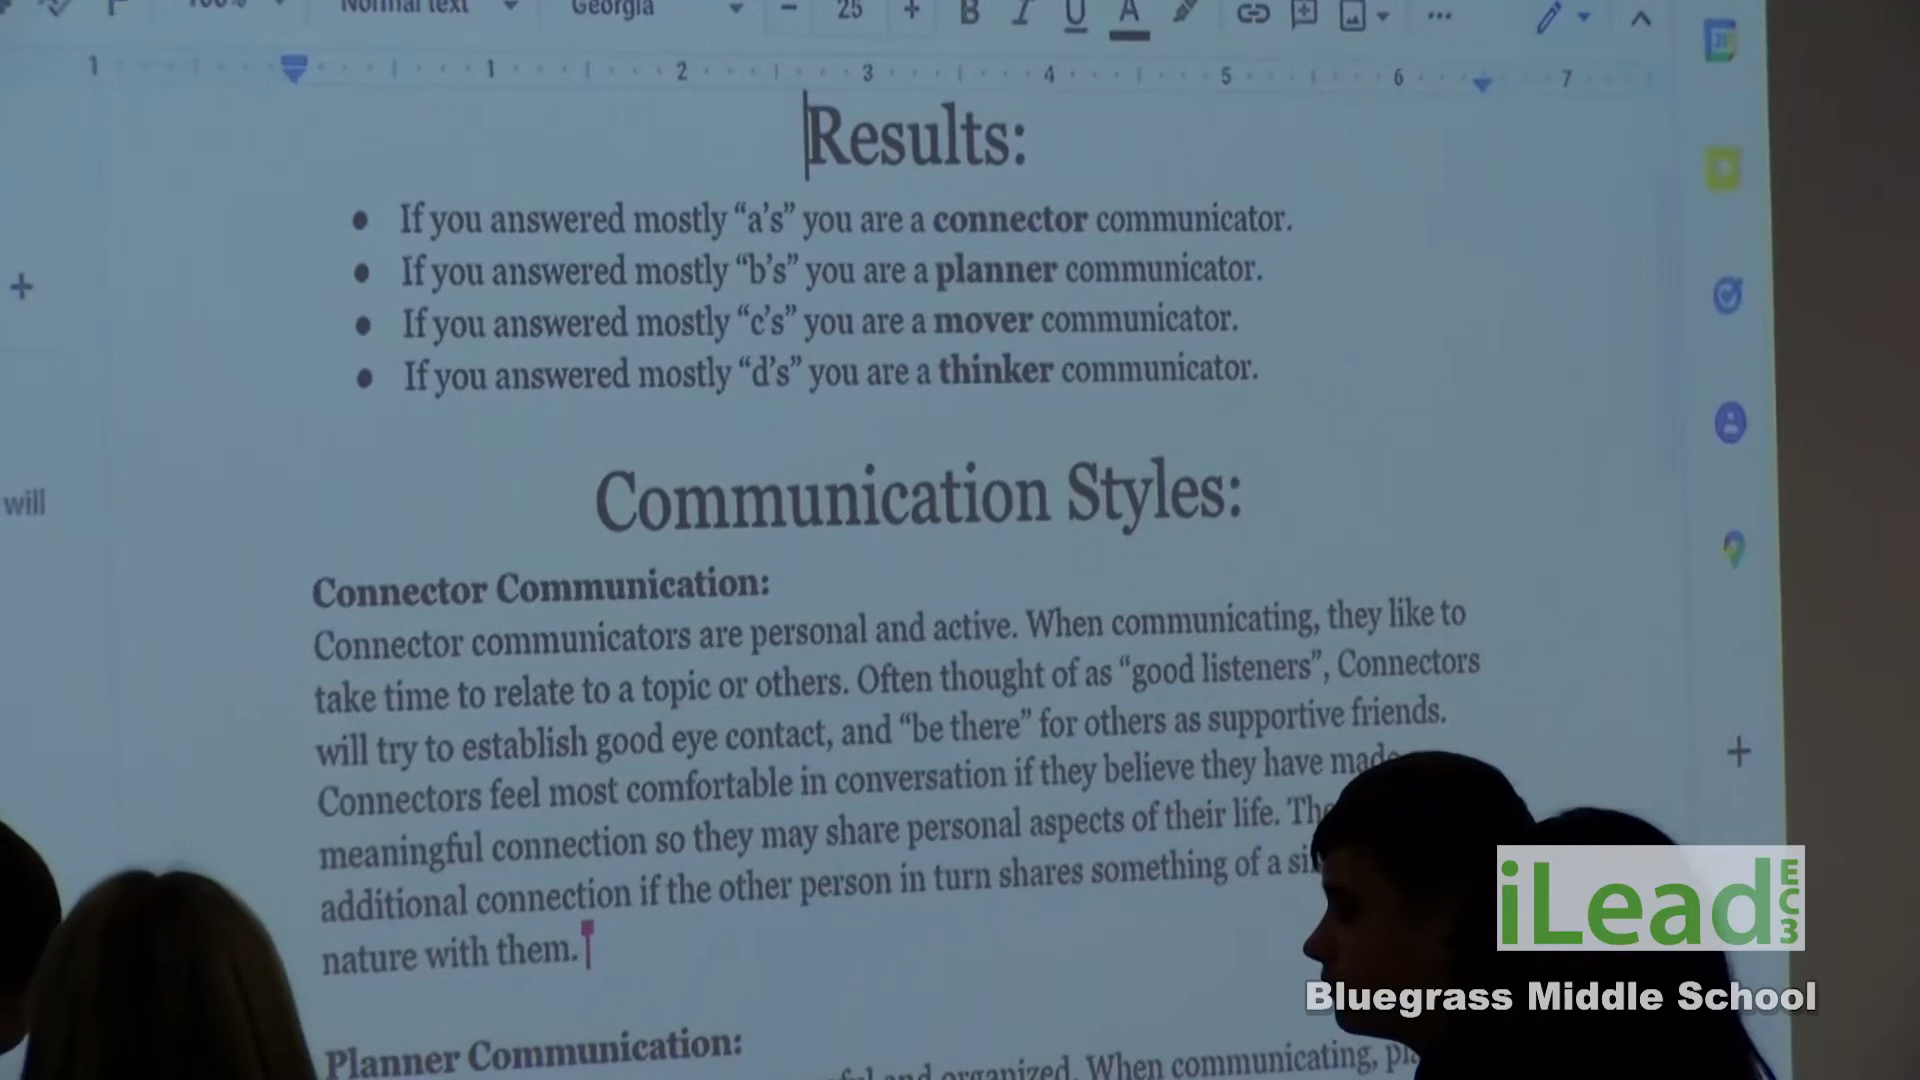 Normal text Georgia 25 B I U A
1 1 2 3 4 5 6 7
Results:
● If you answered mostly “a’s” you are a connector communicator.
● If you answered mostly “b’s” you are a planner communicator.
● If you answered mostly “c’s” you are a mover communicator.
● If you answered mostly “d’s” you are a thinker communicator.
will
Communication Styles:
Connector Communication:
Connector communicators are personal and active. When communicating, they like to
take time to relate to a topic or others. Often thought of as “good listeners”, Connectors
will try to establish good eye contact, and “be there” for others as supportive friends.
Connectors feel most comfortable in conversation if they believe they have made
meaningful connection so they may share personal aspects of their life.
additional connection if the other person in turn shares something of a
nature with them.
Planner Communication:
and organized. When communicating,
iLead EC3
Bluegrass Middle School